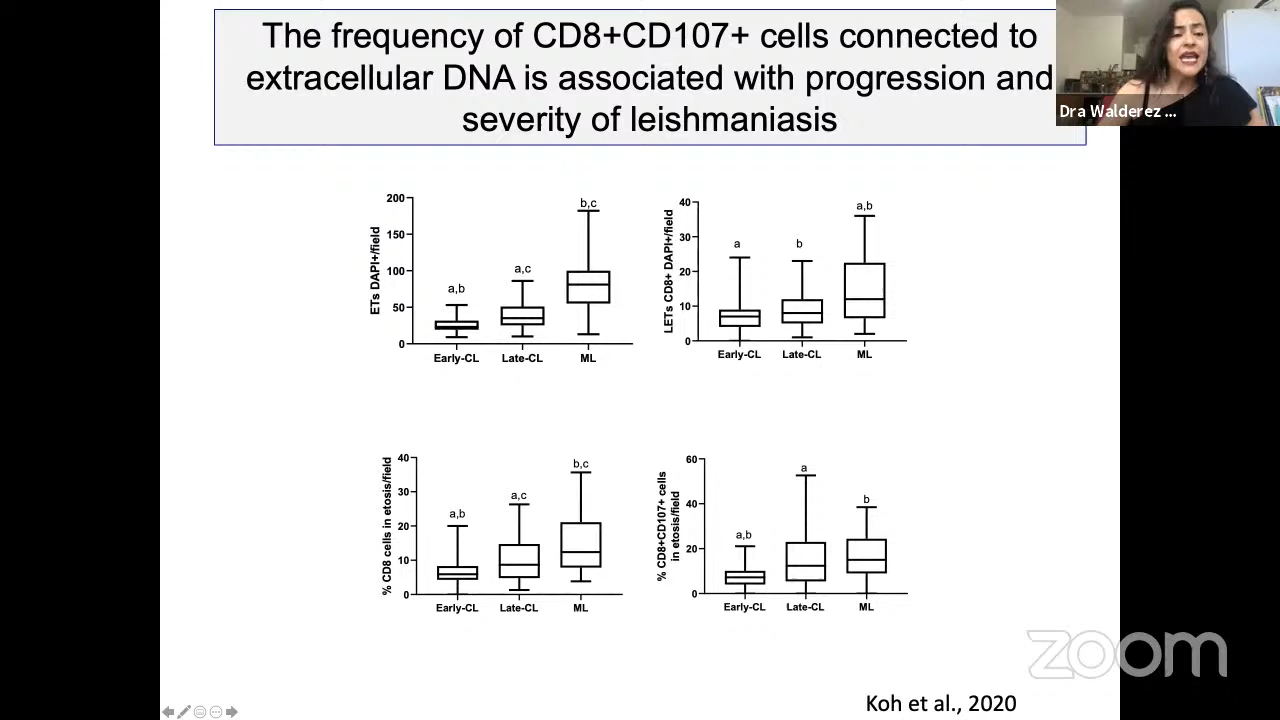 The frequency of CD8+CD107+ cells connected to
extracellular DNA is associated with progression and
severity of leishmaniasis
Dra Walderez ...
ETs DAPI+/field
200
150
100
50
0
a,b
a,c
b,c
Early-CL
Late-CL
ML
LETs CD8+ DAPI+/field
40
30
20
10
0
a
b
a,b
Early-CL
Late-CL
ML
% CD8 cells in etosis/field
40
30
20
10
0
a,b
a,c
b,c
Early-CL
Late-CL
ML
% CD8+CD107+ cells
in etosis/field
60
40
20
0
a,b
a
b
Early-CL
Late-CL
ML
zoom
Koh et al., 2020